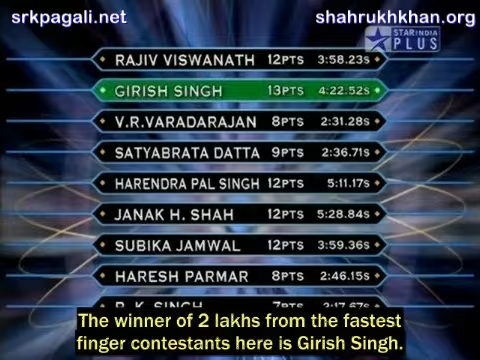 srkpagali.net
shahrukhkhan.org
STAR INDIA
PLUS
RAJIV VISWANATH 12PTS 3:58.23S
GIRISH SINGH 13PTS 4:22.52S
V.R.VARADARAJAN 8PTS 2:31.28S
SATYABRATA DATTA 9PTS 2:36.71S
HARENDRA PAL SINGH 12PTS 5:11.17S
JANAK H. SHAH 12PTS 5:28.84S
SUBIKA JAMWAL 12PTS 3:59.36S
HARESH PARMAR 8PTS 2:46.15S
R. K. SINGH 7PTS
The winner of 2 lakhs from the fastest
finger contestants here is Girish Singh.